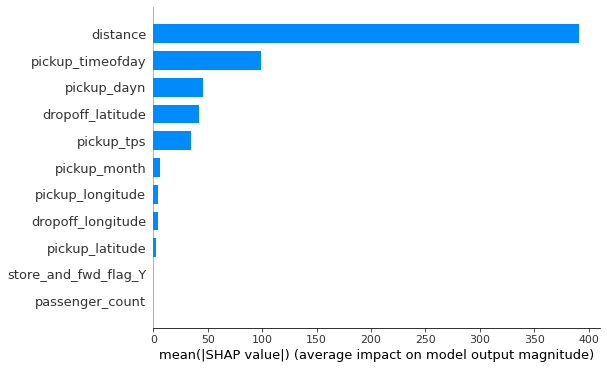 distance
pickup_timeofday
pickup_dayn
dropoff_latitude
pickup_tps
pickup_month
pickup_longitude
dropoff_longitude
pickup_latitude
store_and_fwd_flag_Y
passenger_count
0 50 100 150 200 250 300 350 400
mean(|SHAP value|) (average impact on model output magnitude)